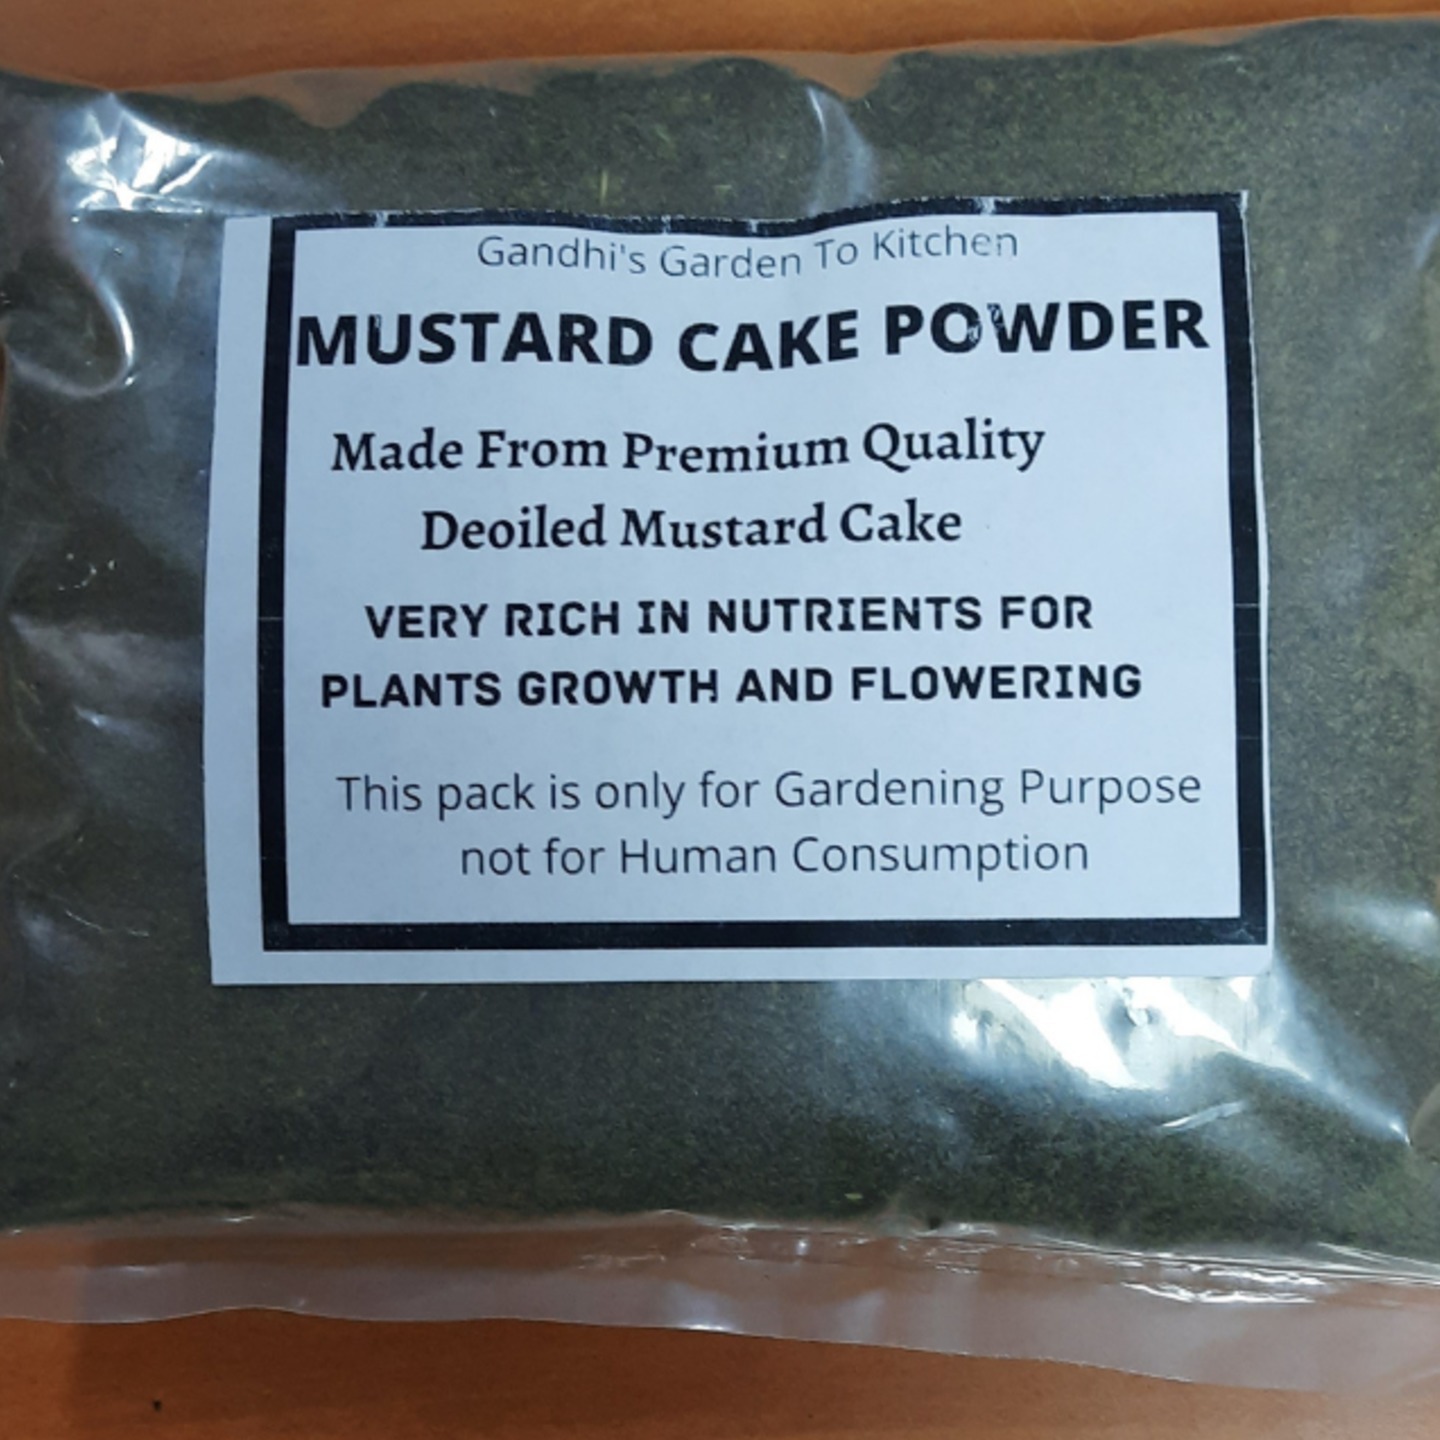 Gandhi's Garden To Kitchen
MUSTARD CAKE POWDER
Made From Premium Quality
Deoiled Mustard Cake
VERY RICH IN NUTRIENTS FOR
PLANTS GROWTH AND FLOWERING
This pack is only for Gardening Purpose
not for Human Consumption